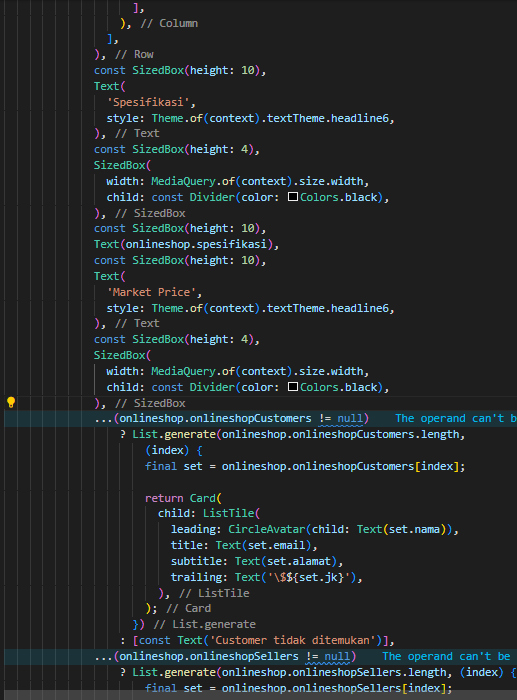 ],
), // Column
],
), // Row
const SizedBox(height: 10),
Text(
'Spesifikasi',
style: Theme.of(context).textTheme.headline6,
), // Text
const SizedBox(height: 4),
SizedBox(
width: MediaQuery.of(context).size.width,
child: const Divider(color: Colors.black),
), // SizedBox
const SizedBox(height: 10),
Text(onlineshop.spesifikasi),
const SizedBox(height: 10),
Text(
'Market Price',
style: Theme.of(context).textTheme.headline6,
), // Text
const SizedBox(height: 4),
SizedBox(
width: MediaQuery.of(context).size.width,
child: const Divider(color: Colors.black),
), // SizedBox
...(onlineshop.onlineshopCustomers != null) The operand can't b
? List.generate(onlineshop.onlineshopCustomers.length,
(index) {
final set = onlineshop.onlineshopCustomers[index];
return Card(
child: ListTile(
leading: CircleAvatar(child: Text(set.nama)),
title: Text(set.email),
subtitle: Text(set.alamat),
trailing: Text('\$${set.jk}'),
), // ListTile
); // Card
}) // List.generate
: [const Text('Customer tidak ditemukan')],
...(onlineshop.onlineshopSellers != null) The operand can't be
? List.generate(onlineshop.onlineshopSellers.length, (index) {
final set = onlineshop.onlineshopSellers[index];